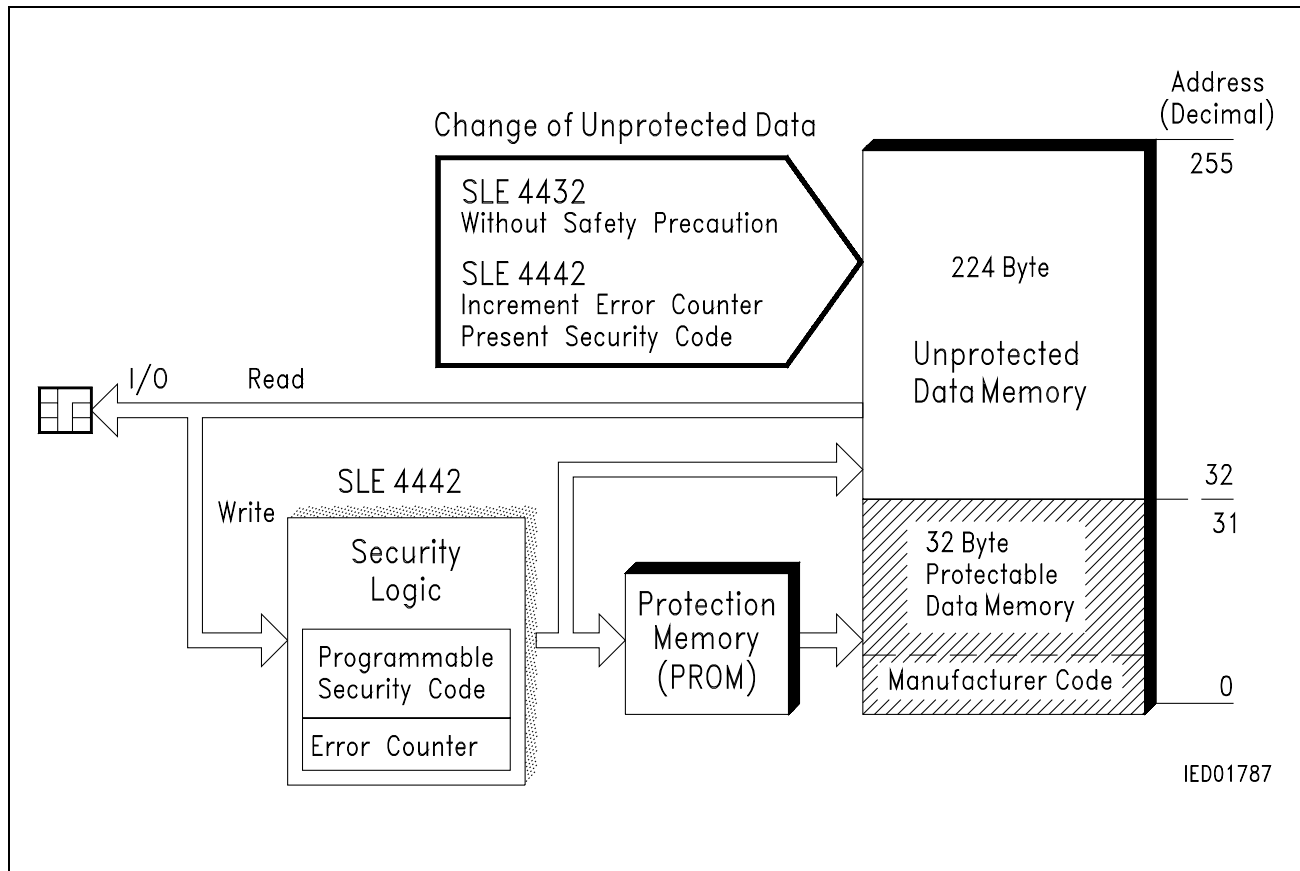 Address
(Decimal)
Change of Unprotected Data
255
SLE 4432
Without Safety Precaution
SLE 4442
Increment Error Counter
Present Security Code
224 Byte
Unprotected
Data Memory
I/O
Read
32
31
SLE 4442
Write
Security
Logic
Programmable
Security Code
Error Counter
Protection
Memory
(PROM)
32 Byte
Protectable
Data Memory
Manufacturer Code
0
IED01787